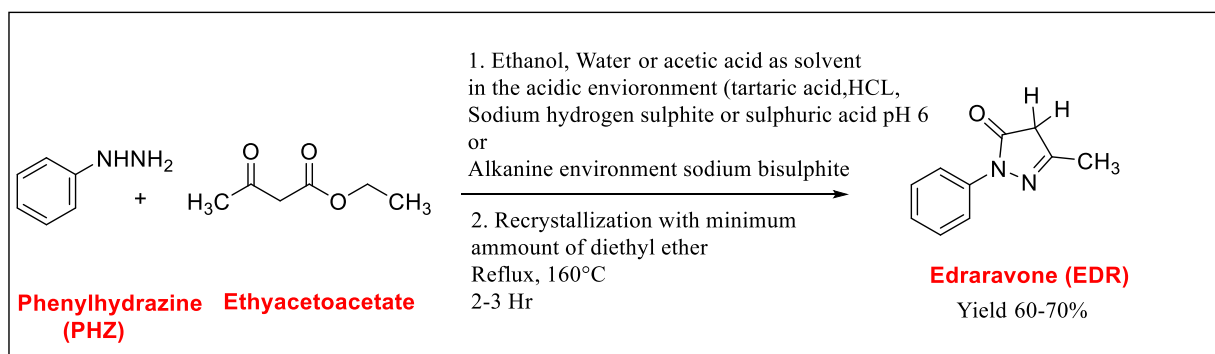 1. Ethanol, Water or acetic acid as solvent
in the acidic envioronment (tartaric acid,HCL,
Sodium hydrogen sulphite or sulphuric acid pH 6
or
Alkanine environment sodium bisulphite
NHNH2
+
O
O
H3C
O
CH3
2. Recrystallization with minimum
ammount of diethyl ether
Reflux, 160°C
2-3 Hr
H
H
O
N
N
CH3
Phenylhydrazine
(PHZ)
Ethyacetoacetate
Edraravone (EDR)
Yield 60-70%